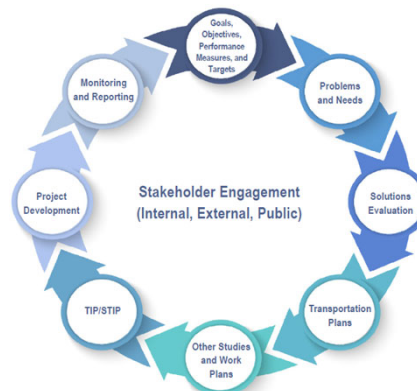 Goals,
Objectives,
Performance
Measures, and
Targets
Problems
and Needs
Solutions
Evaluation
Transportation
Plans
Other Studies
and Work
Plans
TIP/STIP
Project
Development
Monitoring
and Reporting
Stakeholder Engagement
(Internal, External, Public)